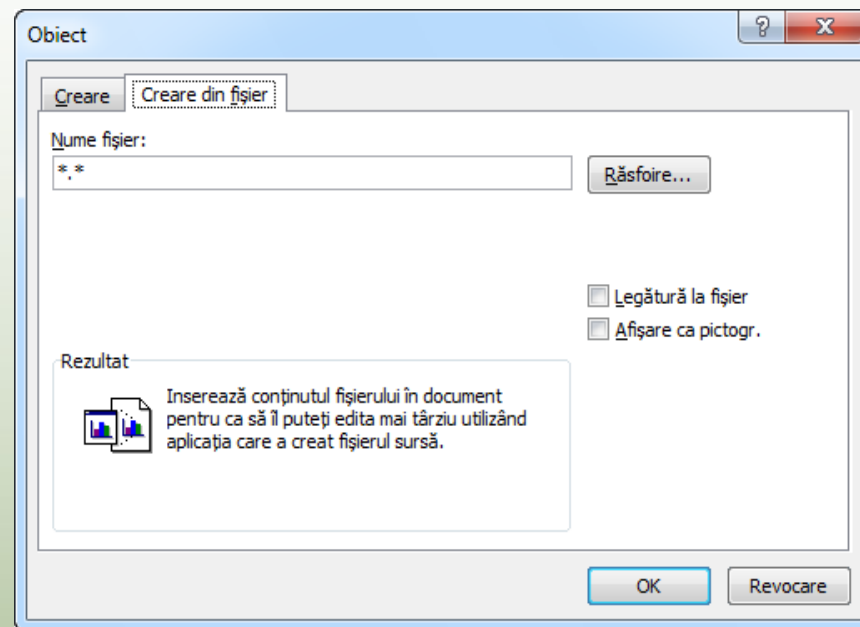 Obiect
Creare
Creare din fișier
Nume fișier:
*.*
Răsfoire...
Legătură la fișier
Afișare ca pictogr.
Rezultat
Inserează conținutul fișierului în document
pentru ca să îl puteți edita mai târziu utilizând
aplicația care a creat fișierul sursă.
OK
Revocare